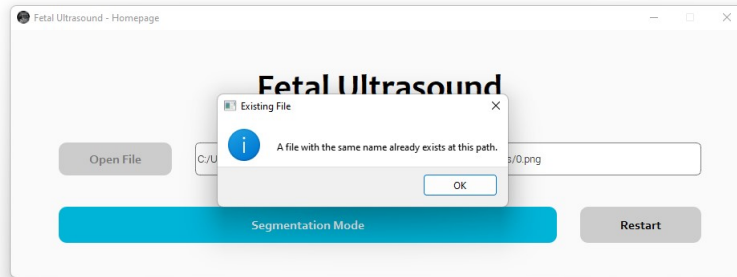 Fetal Ultrasound - Homepage
Fetal Ultrasound
Existing File
A file with the same name already exists at this path.
OK
Open File
C:/U
s/0.png
Segmentation Mode
Restart